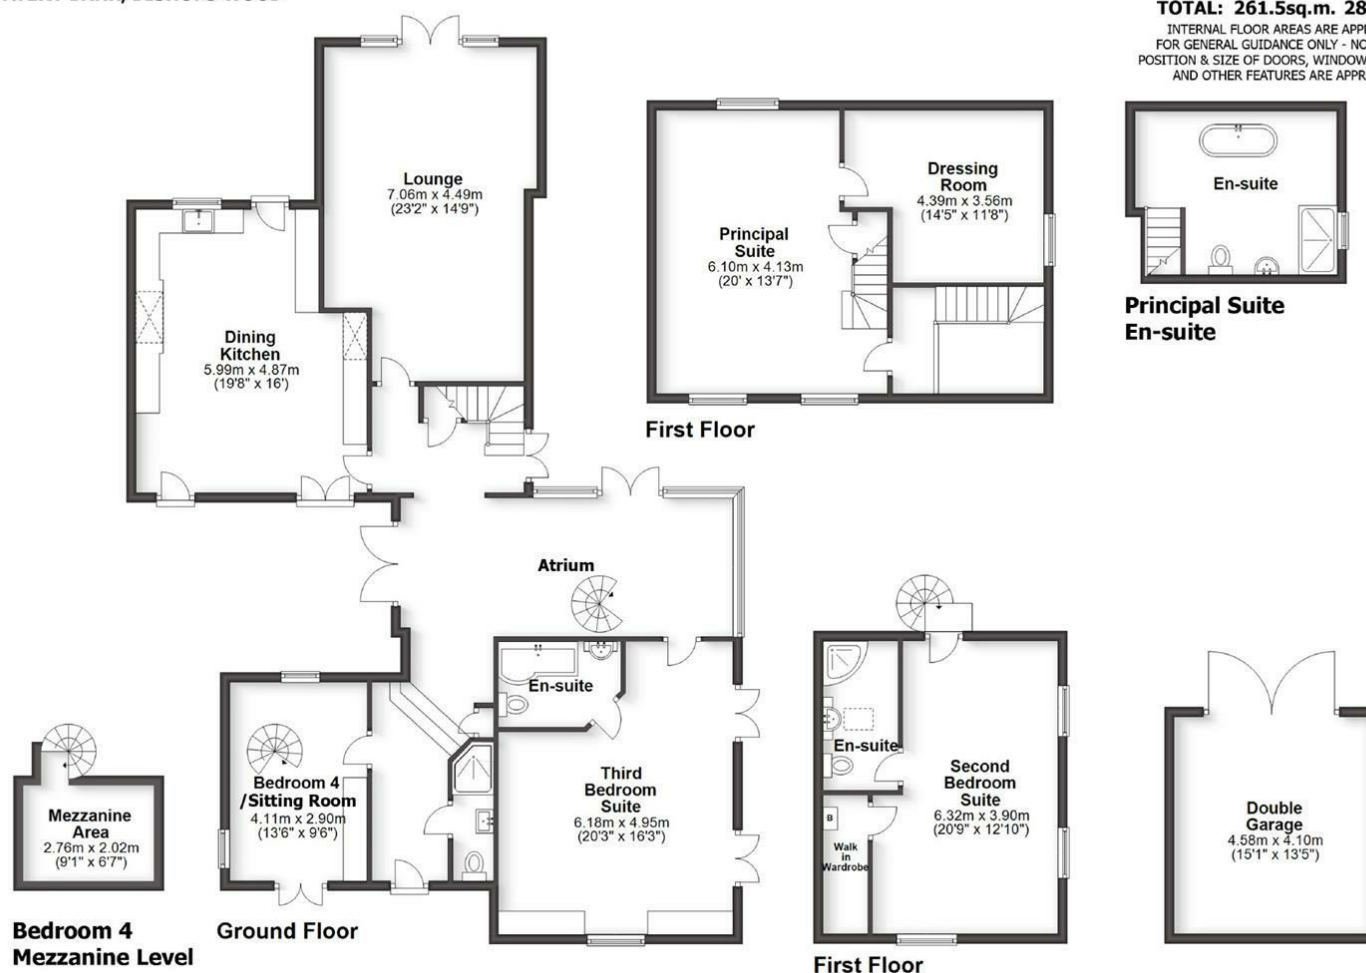 TOTAL: 261.5sq.m.
INTERNAL FLOOR AREAS ARE
FOR GENERAL GUIDANCE ONLY -
POSITION & SIZE OF DOORS,
AND OTHER FEATURES ARE
Lounge
7.06m x 4.49m
(23'2" x 14'9")
Dining
Kitchen
5.99m x 4.87m
(19'8" x 16')
Principal
Suite
6.10m x 4.13m
(20' x 13'7")
Dressing
Room
4.39m x 3.56m
(14'5" x 11'8")
First Floor
En-suite
Principal Suite
En-suite
Atrium
En-suite
Bedroom 4
/Sitting Room
4.11m x 2.90m
(13'6" x 9'6")
Third
Bedroom
Suite
6.18m x 4.95m
(20'3" x 16'3")
Ground Floor
Mezzanine
Area
2.76m x 2.02m
(9'1" x 6'7")
Bedroom 4
Mezzanine Level
En-suite
Second
Bedroom
Suite
6.32m x 3.90m
(20'9" x 12'10")
B
Walk
in
Wardrobe
First Floor
Double
Garage
4.58m x 4.10m
(15'1" x 13'5")